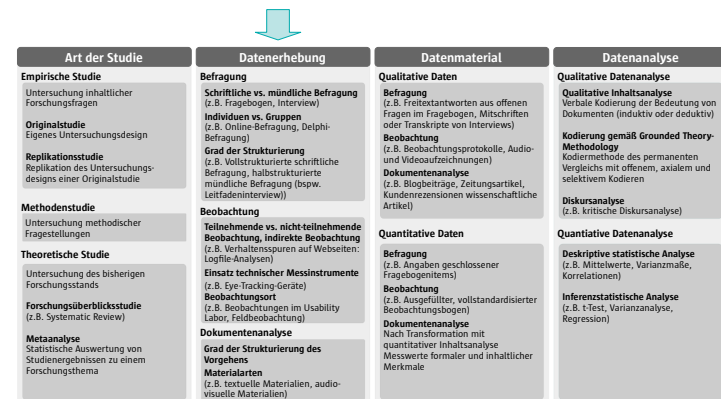 Art der Studie
Empirische Studie
Untersuchung inhaltlicher
Forschungsfragen
Originalstudie
Eigenes Untersuchungsdesign
Replikationsstudie
Replikation des Untersuchungs-
designs einer Originalstudie
Methodenstudie
Untersuchung methodischer
Fragestellungen
Theoretische Studie
Untersuchung des bisherigen
Forschungsstands
Forschungsüberblicksstudie
(z.B. Systematic Review)
Metaanalyse
Statistische Auswertung von
Studienergebnissen zu einem
Forschungsthema
Datenerhebung
Befragung
Schriftliche vs. mündliche Befragung
(z.B. Fragebogen, Interview)
Individuen vs. Gruppen
(z.B. Online-Befragung, Delphi-
Befragung)
Grad der Strukturierung
(z.B. Vollstrukturierte schriftliche
Befragung, halbstrukturierte
mündliche Befragung (bspw.
Leitfadeninterview))
Beobachtung
Teilnehmende vs. nicht-teilnehmende
Beobachtung, indirekte Beobachtung
(z.B. Verhaltensspuren auf Webseiten:
Logfile-Analysen)
Einsatz technischer Messinstrumente
(z.B. Eye-Tracking-Geräte)
Beobachtungsort
(z.B. Beobachtungen im Usability
Labor, Feldbeobachtung)
Dokumentenanalyse
Grad der Strukturierung des
Vorgehens
Materialarten
(z.B. textuelle Materialien, audio-
visuelle Materialien)
Datenmaterial
Qualitative Daten
Befragung
(z.B. Freitextantworten aus offenen
Fragen im Fragebogen, Mitschriften
oder Transkripte von Interviews)
Beobachtung
(z.B. Beobachtungsprotokolle, Audio-
und Videoaufzeichnungen)
Dokumentenanalyse
(z.B. Blogbeiträge, Zeitungsartikel,
Kundenrezensionen wissenschaftliche
Artikel)
Quantitative Daten
Befragung
(z.B. Angaben geschlossener
Fragebogenitems)
Beobachtung
(z.B. Ausgefüllter, vollstandardisierter
Beobachtungsbogen)
Dokumentenanalyse
Nach Transformation mit
quantitativer Inhaltsanalyse
Messwerte formaler und inhaltlicher
Merkmale
Datenanalyse
Qualitative Datenanalyse
Qualitative Inhaltsanalyse
Verbale Kodierung der Bedeutung von
Dokumenten (induktiv oder deduktiv)
Kodierung gemäß Grounded Theory-
Methodology
Kodiermethode des permanenten
Vergleichs mit offenem, axialem und
selektivem Kodieren
Diskursanalyse
(z.B. kritische Diskursanalyse)
Quantiative Datenanalyse
Deskriptive statistische Analyse
(z.B. Mittelwerte, Varianzmaße,
Korrelationen)
Inferenzstatistische Analyse
(z.B. t-Test, Varianzanalyse,
Regression)